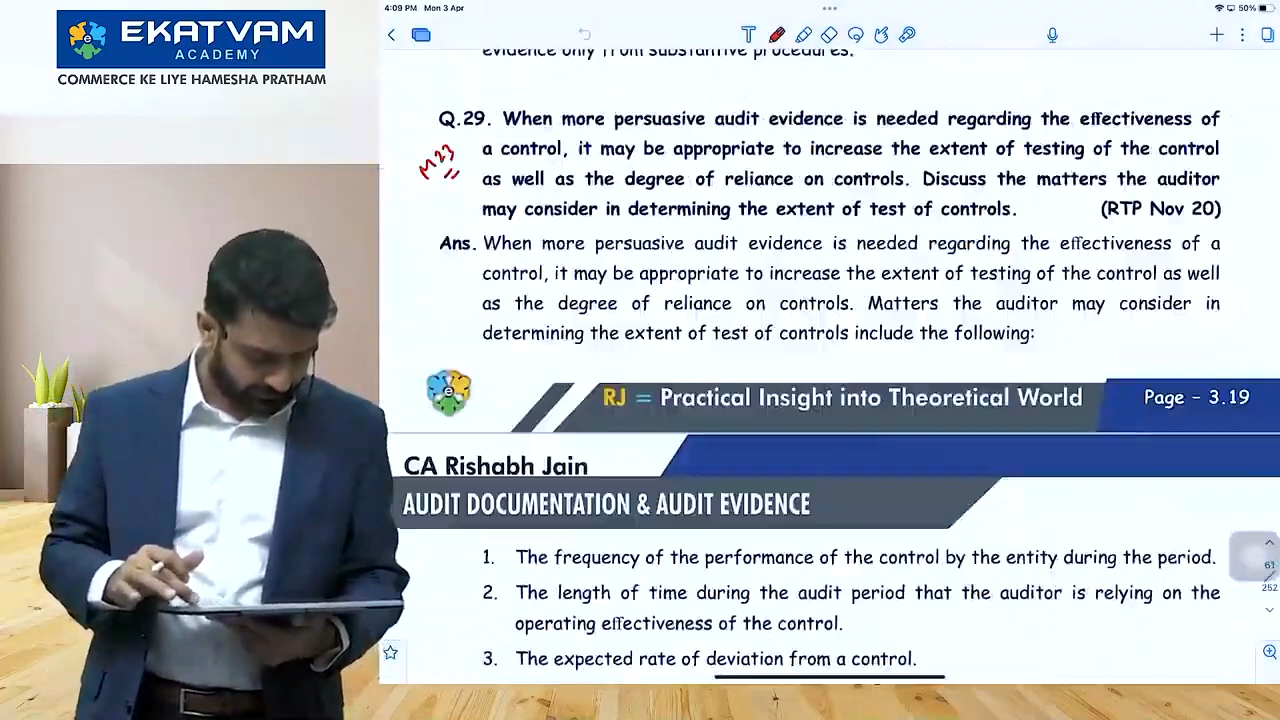 EKATVAM
ACADEMY
COMMERCE KE LIYE HAMESHA PRATHAM
4:09 PM Mon 3 Apr
50%
evidence only from substantive procedures.
Q.29. When more persuasive audit evidence is needed regarding the effectiveness of
a control, it may be appropriate to increase the extent of testing of the control
M23
as well as the degree of reliance on controls. Discuss the matters the auditor
may consider in determining the extent of test of controls. (RTP Nov 20)
Ans. When more persuasive audit evidence is needed regarding the effectiveness of a
control, it may be appropriate to increase the extent of testing of the control as well
as the degree of reliance on controls. Matters the auditor may consider in
determining the extent of test of controls include the following:
RJ = Practical Insight into Theoretical World
Page - 3.19
CA Rishabh Jain
AUDIT DOCUMENTATION & AUDIT EVIDENCE
1. The frequency of the performance of the control by the entity during the period.
2. The length of time during the audit period that the auditor is relying on the
operating effectiveness of the control.
3. The expected rate of deviation from a control.
61
252